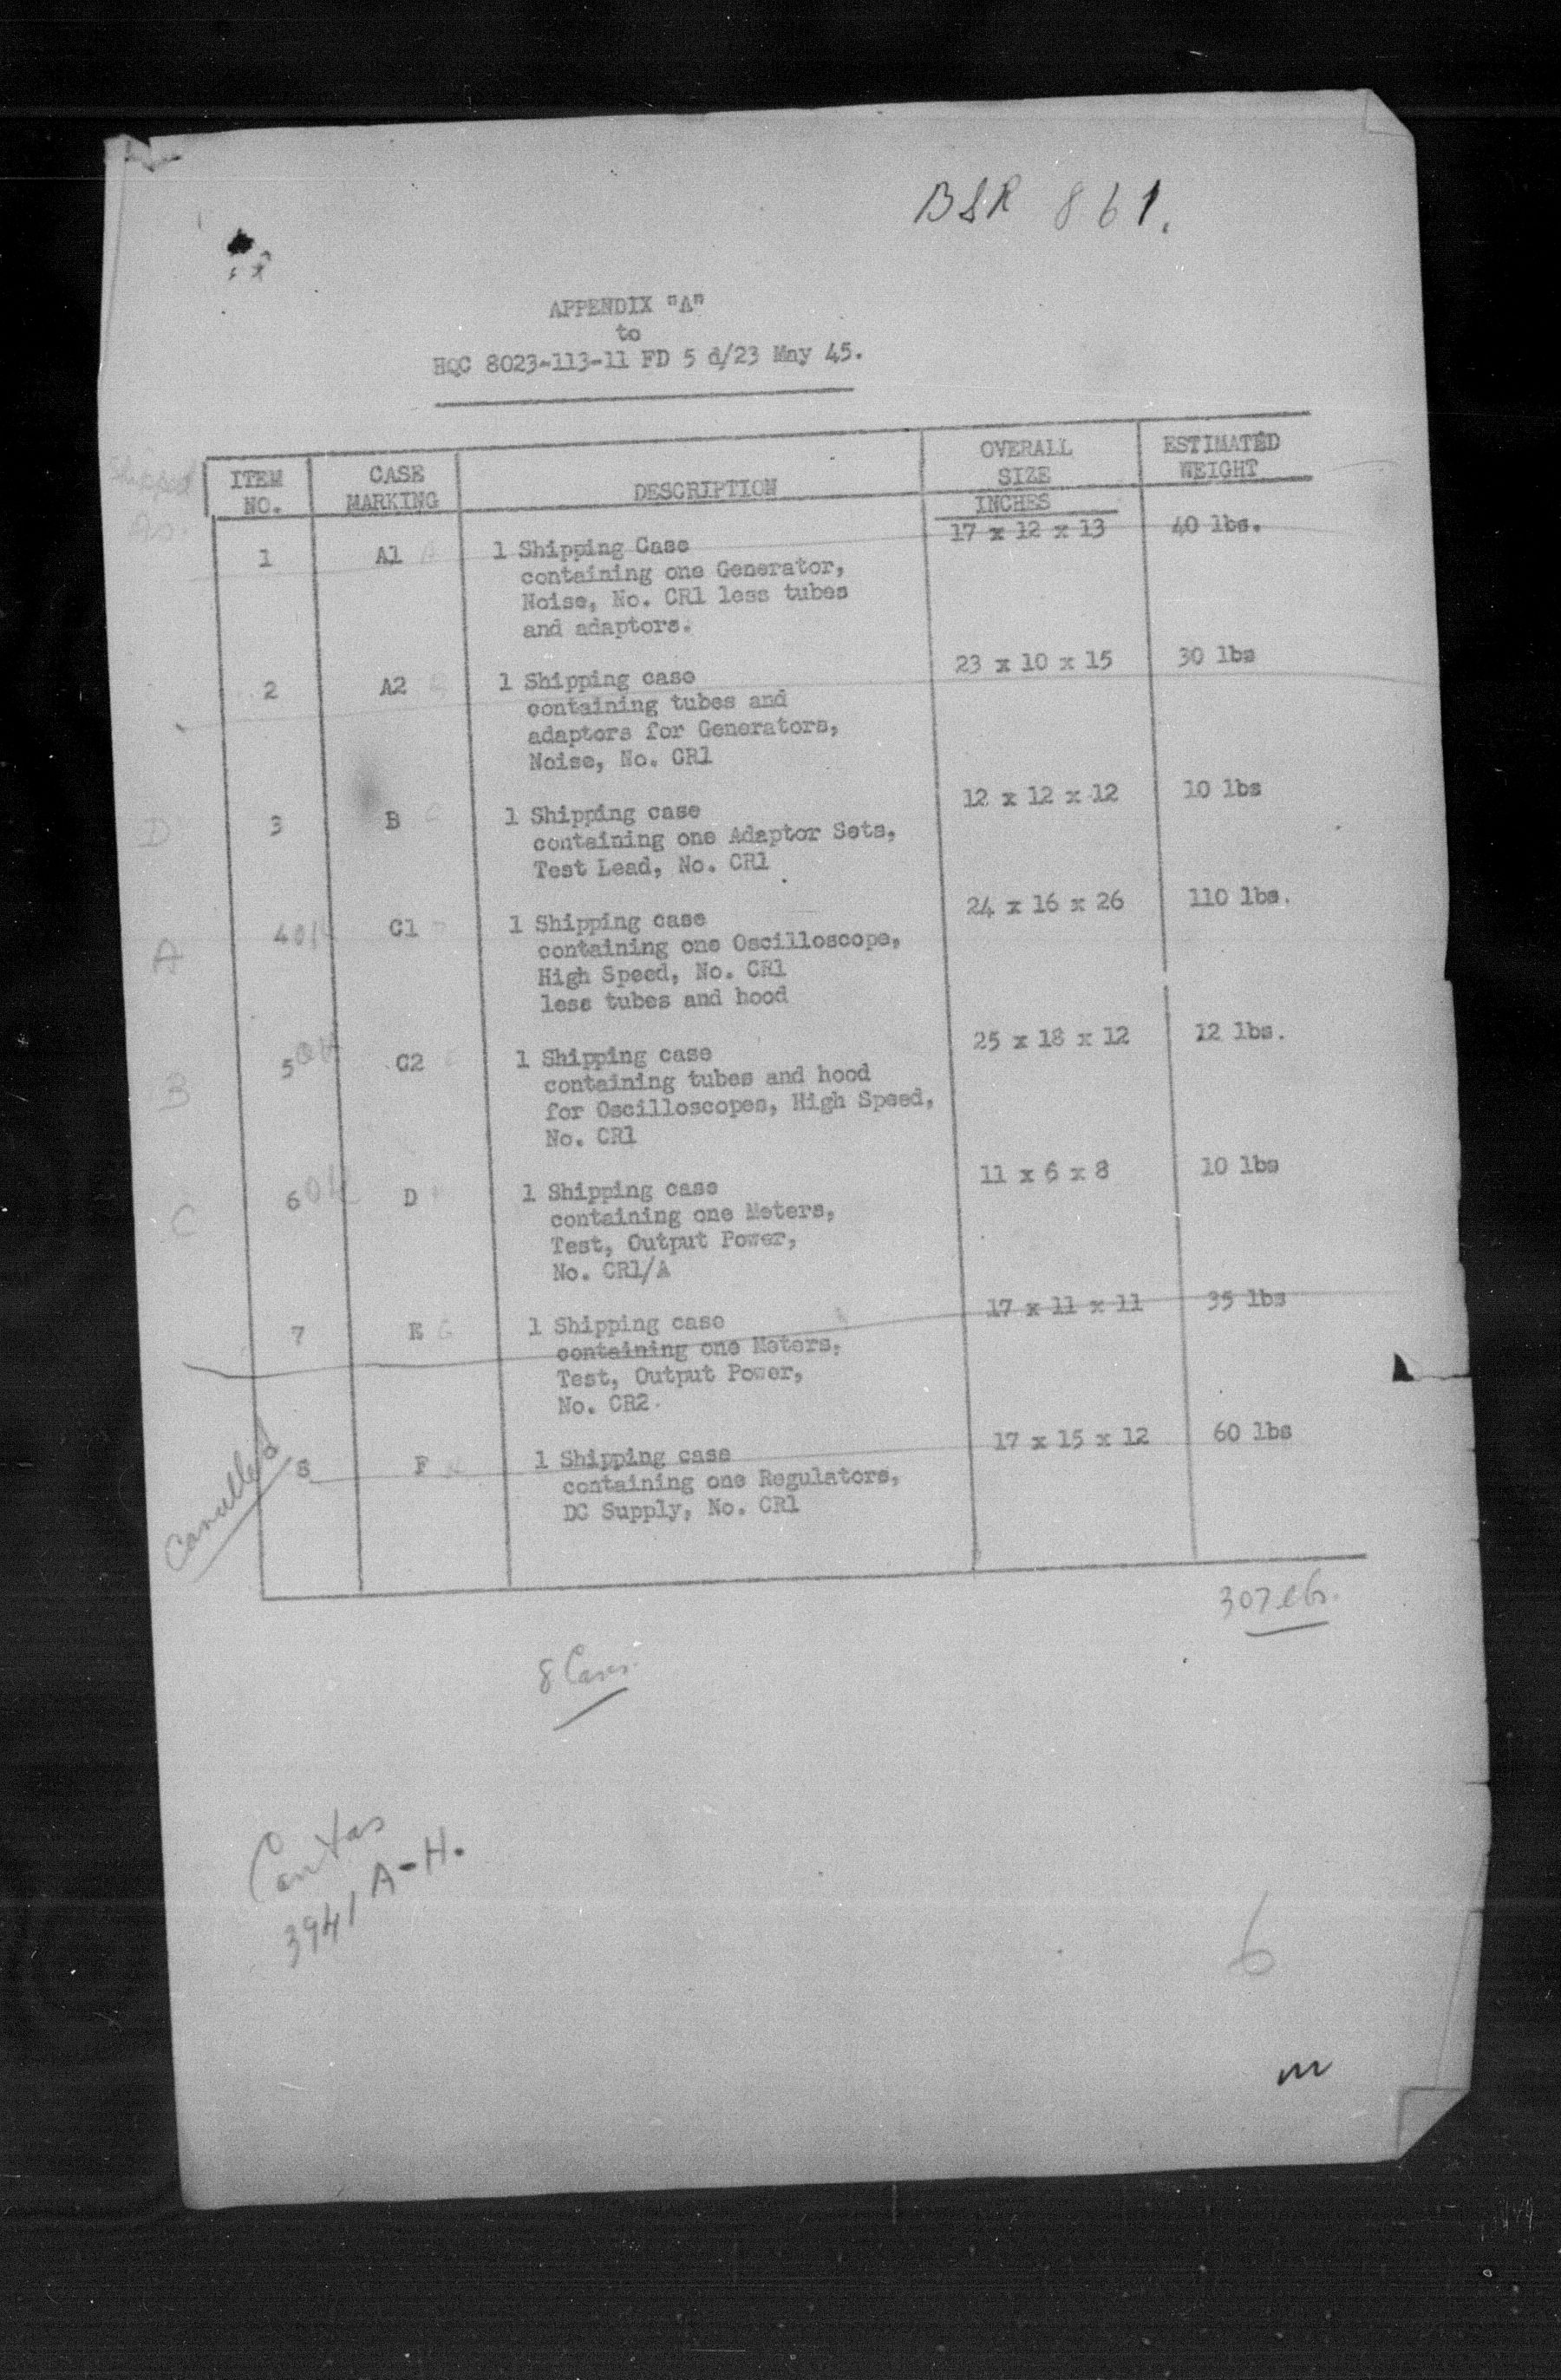 BSR 861.
APPENDIX "A"
to
HQC 8023-113-11 FD 5 d/23 May 45.
Shipped
As.
ITEM NO. CASE MARKING DESCRIPTION OVERALL SIZE INCHES ESTIMATED WEIGHT
1 A1 1 Shipping Case 17 x 12 x 13 40 lbs.
containing one Generator,
Noise, No. CR1 less tubes
and adaptors.
2 A2 1 Shipping case 23 x 10 x 15 30 lbs
containing tubes and
adaptors for Generators,
Noise, No. CR1
D 3 B C 1 Shipping case 12 x 12 x 12 10 lbs
containing one Adaptor Sets,
Test Lead, No. CR1
A 4 OK C1 D 1 Shipping case 24 x 16 x 26 110 lbs.
containing one Oscilloscope,
High Speed, No. CR1
less tubes and hood
B 5 OK C2 E 1 Shipping case 25 x 18 x 12 12 lbs.
containing tubes and hood
for Oscilloscopes, High Speed,
No. CR1
C 6 OK D 1 Shipping case 11 x 6 x 8 10 lbs
containing one Meters,
Test, Output Power,
No. CR1/A
7 E G 1 Shipping case 17 x 11 x 11 35 lbs
containing one Meters,
Test, Output Power,
No. CR2.
Cancelled 8 F H 1 Shipping case 17 x 15 x 12 60 lbs
containing one Regulators,
DC Supply, No. CR1
307 lbs.
8 Cases.
Cantas
3941 A-H.
6
m